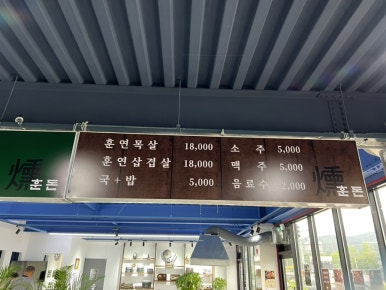 燻
훈돈
훈연목살 18,000
훈연삼겹살 18,000
국+밥 5,000
소주 5,000
맥주 5,000
음료수 2,000
燻
훈돈